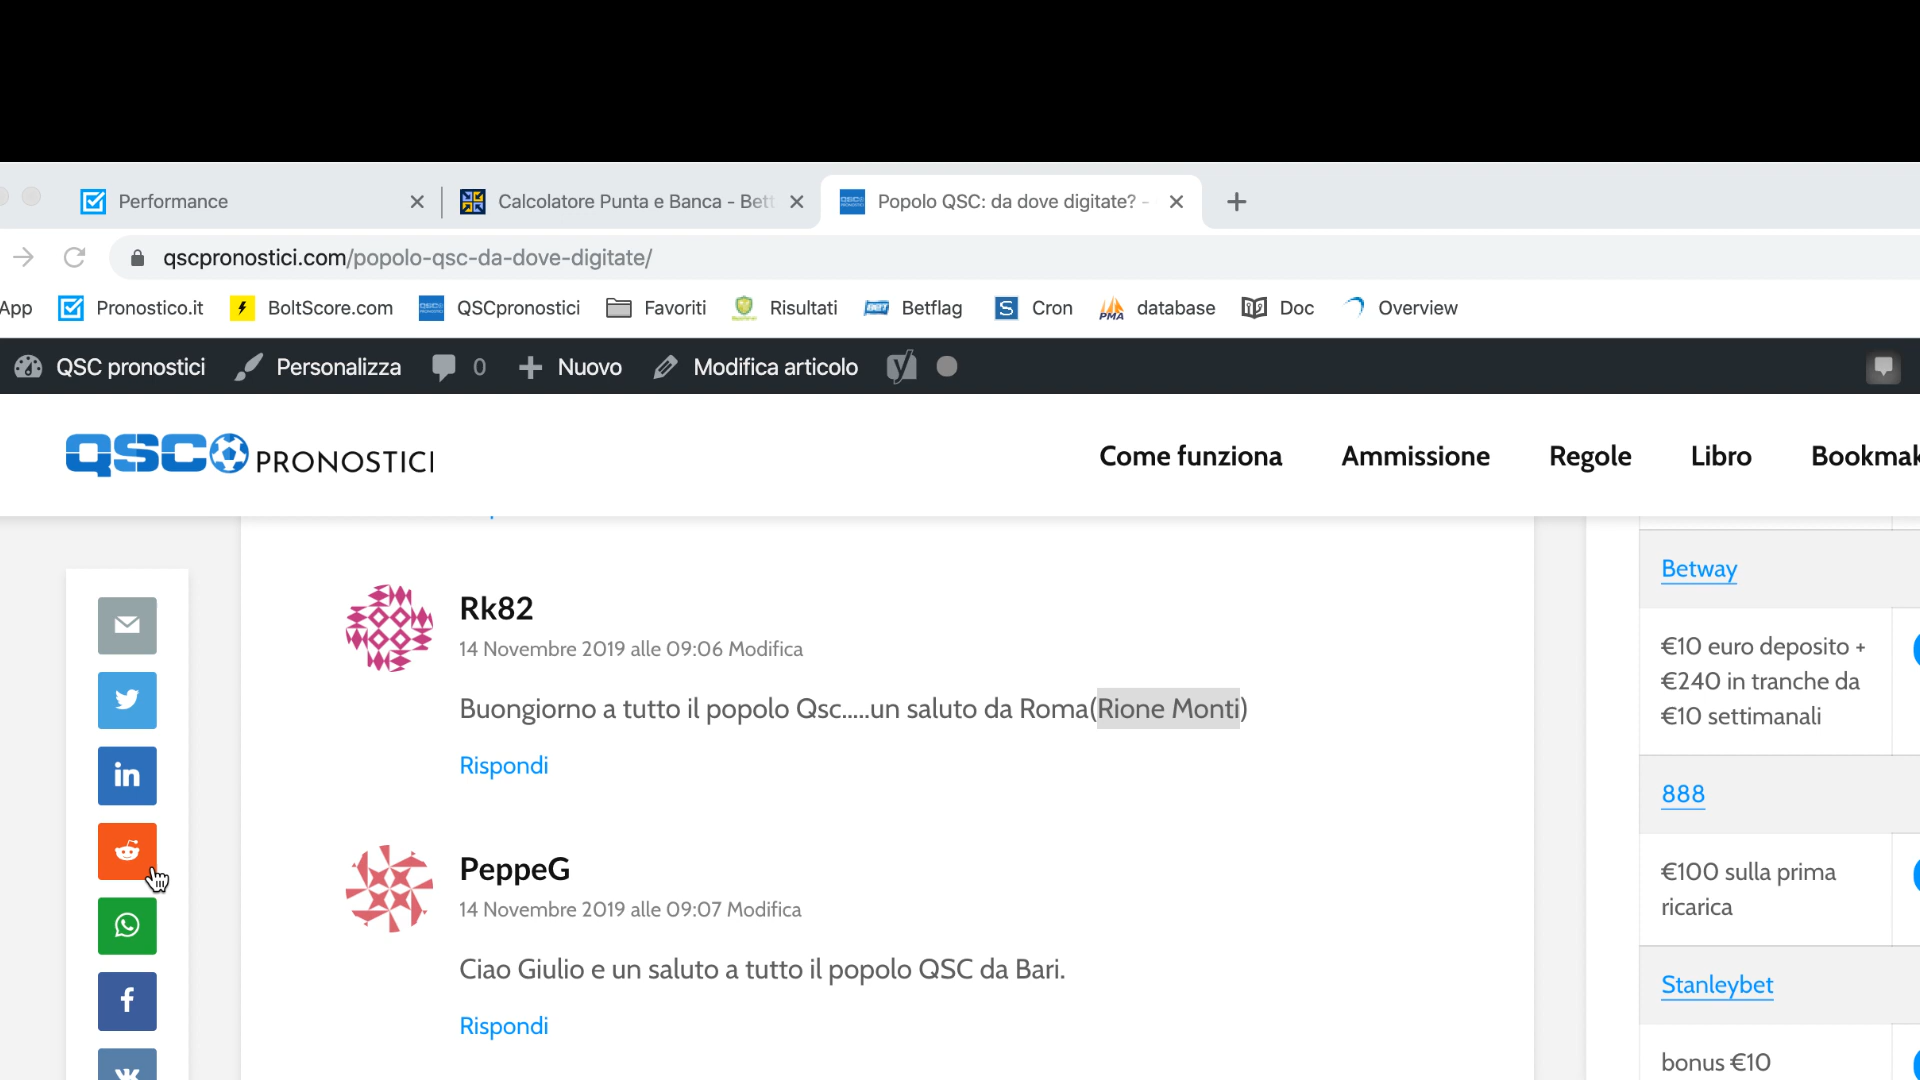 Performance
Calcolatore Punta e Banca - Bett
Popolo QSC: da dove digitate? -
qscpronostici.com/popolo-qsc-da-dove-digitate/
App Pronostico.it BoltScore.com QSCpronostici Favoriti Risultati Betflag Cron database Doc Overview
QSC pronostici Personalizza 0 Nuovo Modifica articolo
QSC PRONOSTICI
Come funziona Ammissione Regole Libro Bookmak
Rk82
14 Novembre 2019 alle 09:06 Modifica
Buongiorno a tutto il popolo Qsc.....un saluto da Roma(Rione Monti)
Rispondi
PeppeG
14 Novembre 2019 alle 09:07 Modifica
Ciao Giulio e un saluto a tutto il popolo QSC da Bari.
Rispondi
Betway
€10 euro deposito +
€240 in tranche da
€10 settimanali
888
€100 sulla prima
ricarica
Stanleybet
bonus €10